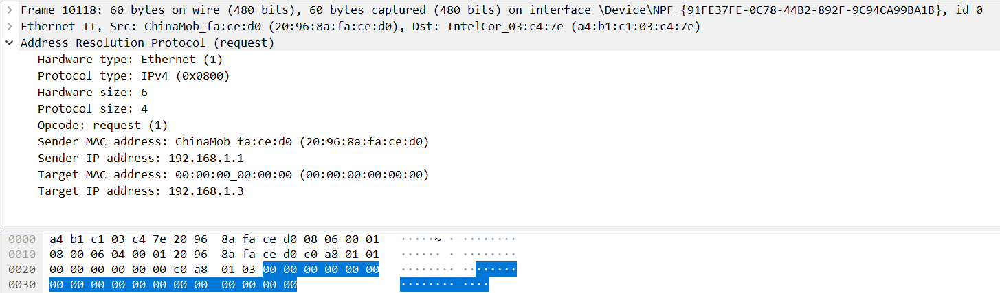 Frame 10118: 60 bytes on wire (480 bits), 60 bytes captured (480 bits) on interface \Device\NPF_{91FE37FE-0C78-44B2-892F-9C94CA99BA1B}, id 0
Ethernet II, Src: ChinaMob_fa:ce:d0 (20:96:8a:fa:ce:d0), Dst: IntelCor_03:c4:7e (a4:b1:c1:03:c4:7e)
Address Resolution Protocol (request)
Hardware type: Ethernet (1)
Protocol type: IPv4 (0x0800)
Hardware size: 6
Protocol size: 4
Opcode: request (1)
Sender MAC address: ChinaMob_fa:ce:d0 (20:96:8a:fa:ce:d0)
Sender IP address: 192.168.1.1
Target MAC address: 00:00:00_00:00:00 (00:00:00:00:00:00)
Target IP address: 192.168.1.3
0000 a4 b1 c1 03 c4 7e 20 96 8a fa ce d0 08 06 00 01 ·····~ · ········
0010 08 00 06 04 00 01 20 96 8a fa ce d0 c0 a8 01 01 ······ · ········
0020 00 00 00 00 00 00 c0 a8 01 03 00 00 00 00 00 00 ········ ········
0030 00 00 00 00 00 00 00 00 00 00 00 00 ········ ····